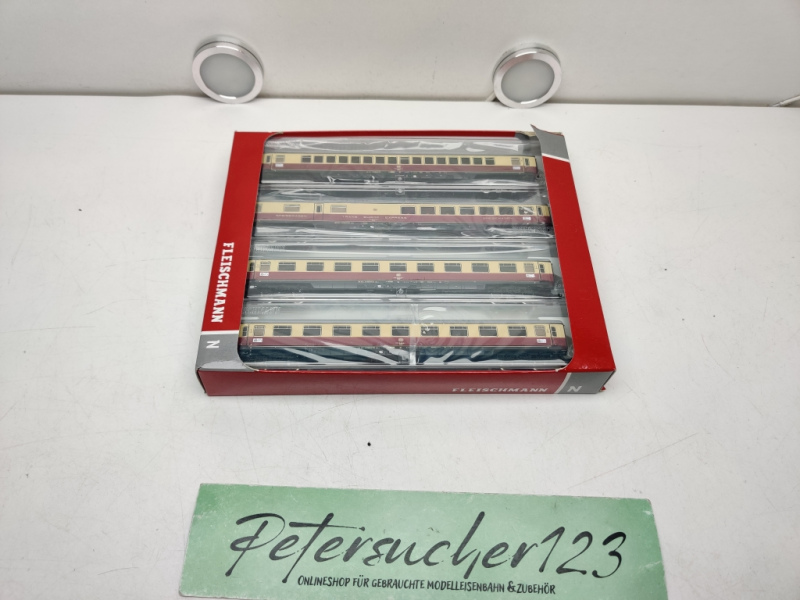 FLEISCHMANN
N
FLEISCHMANN N
Petersucher123
ONLINESHOP FÜR GEBRAUCHTE MODELLEISENBAHN & ZUBEHÖR